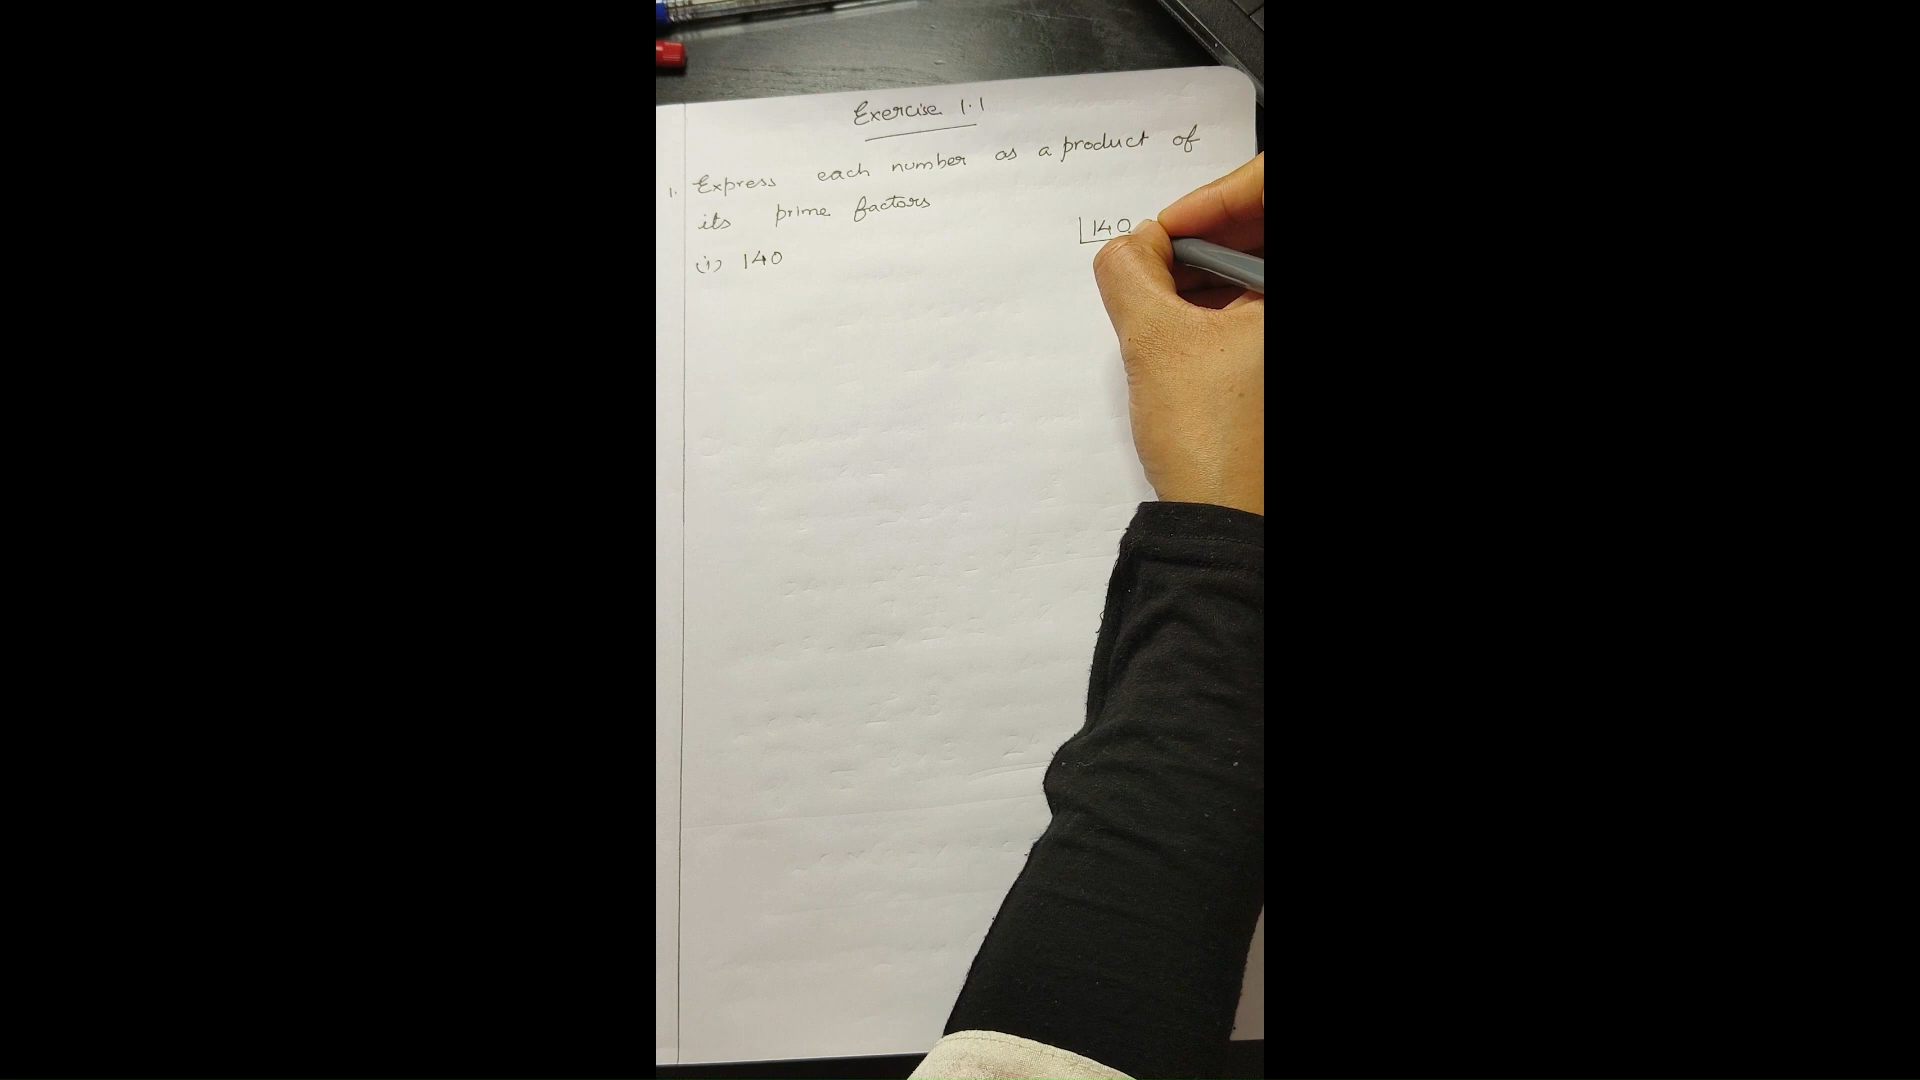 Exercise 1.1
1. Express each number as a product of
its prime factors
140
(i) 140